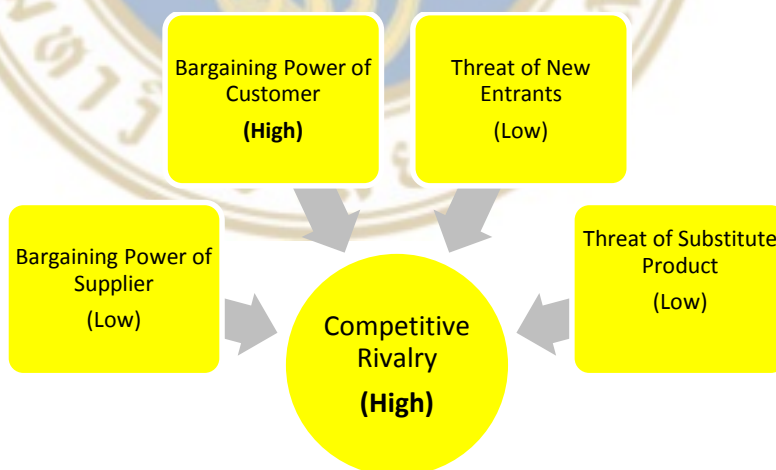 Bargaining Power of
Customer
(High)
Threat of New
Entrants
(Low)
Bargaining Power of
Supplier
(Low)
Threat of Substitute
Product
(Low)
Competitive
Rivalry
(High)